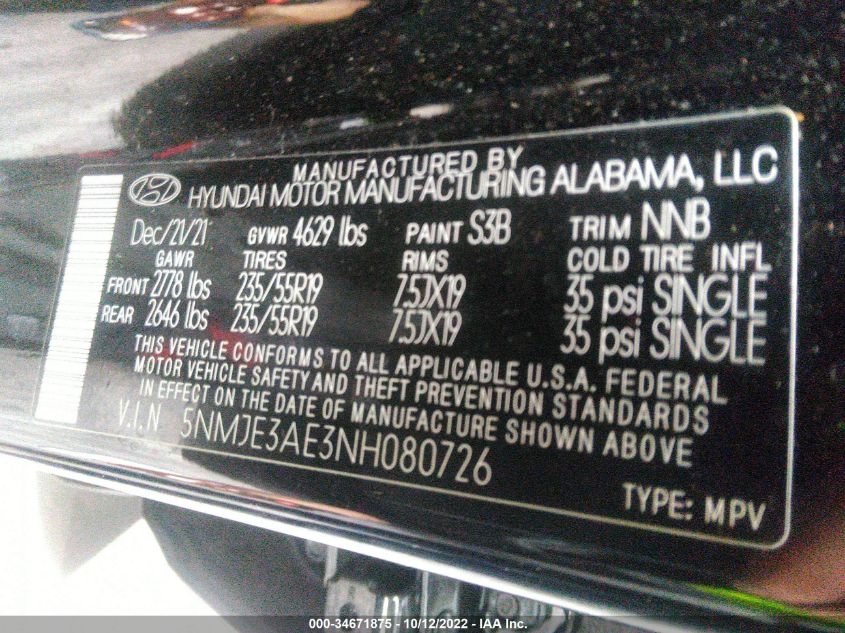 MANUFACTURED BY
HYUNDAI MOTOR MANUFACTURING ALABAMA, LLC
Dec/21/21 GVWR 4629 lbs PAINT S3B TRIM NNB
GAWR TIRES RIMS COLD TIRE INFL
FRONT 2778 lbs 235/55R19 7.5JX19 35 psi SINGLE
REAR 2646 lbs 235/55R19 7.5JX19 35 psi SINGLE
THIS VEHICLE CONFORMS TO ALL APPLICABLE U.S.A. FEDERAL
MOTOR VEHICLE SAFETY AND THEFT PREVENTION STANDARDS
IN EFFECT ON THE DATE OF MANUFACTURE SHOWN ABOVE
V.I.N 5NMJE3AE3NH080726
TYPE: MPV
000-34671875 - 10/12/2022 - IAA Inc.